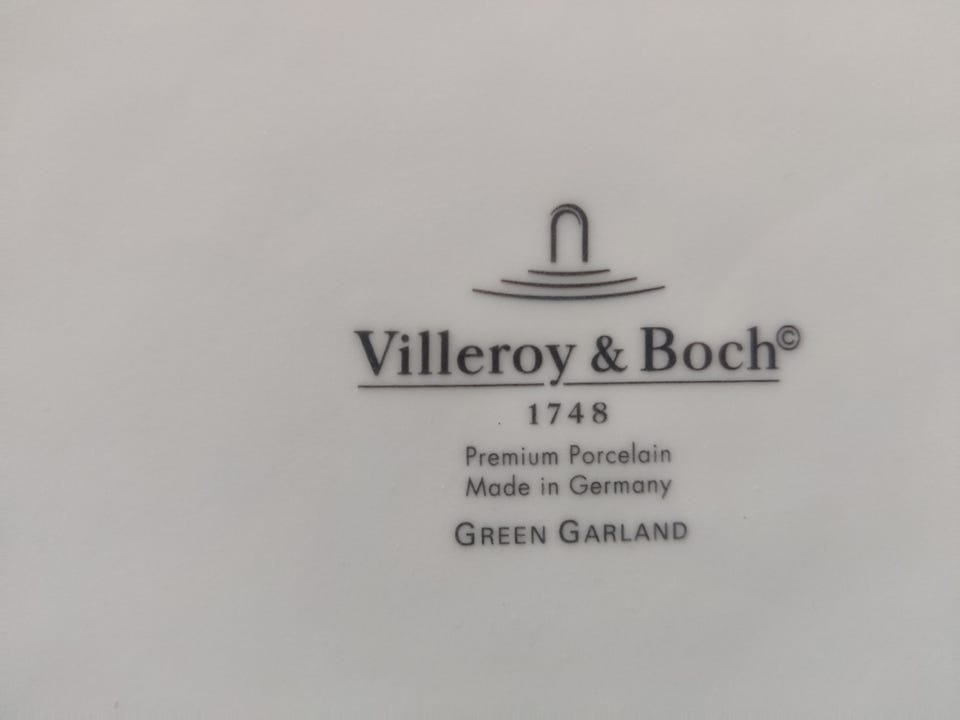 Villeroy & Boch©
1748
Premium Porcelain
Made in Germany
GREEN GARLAND